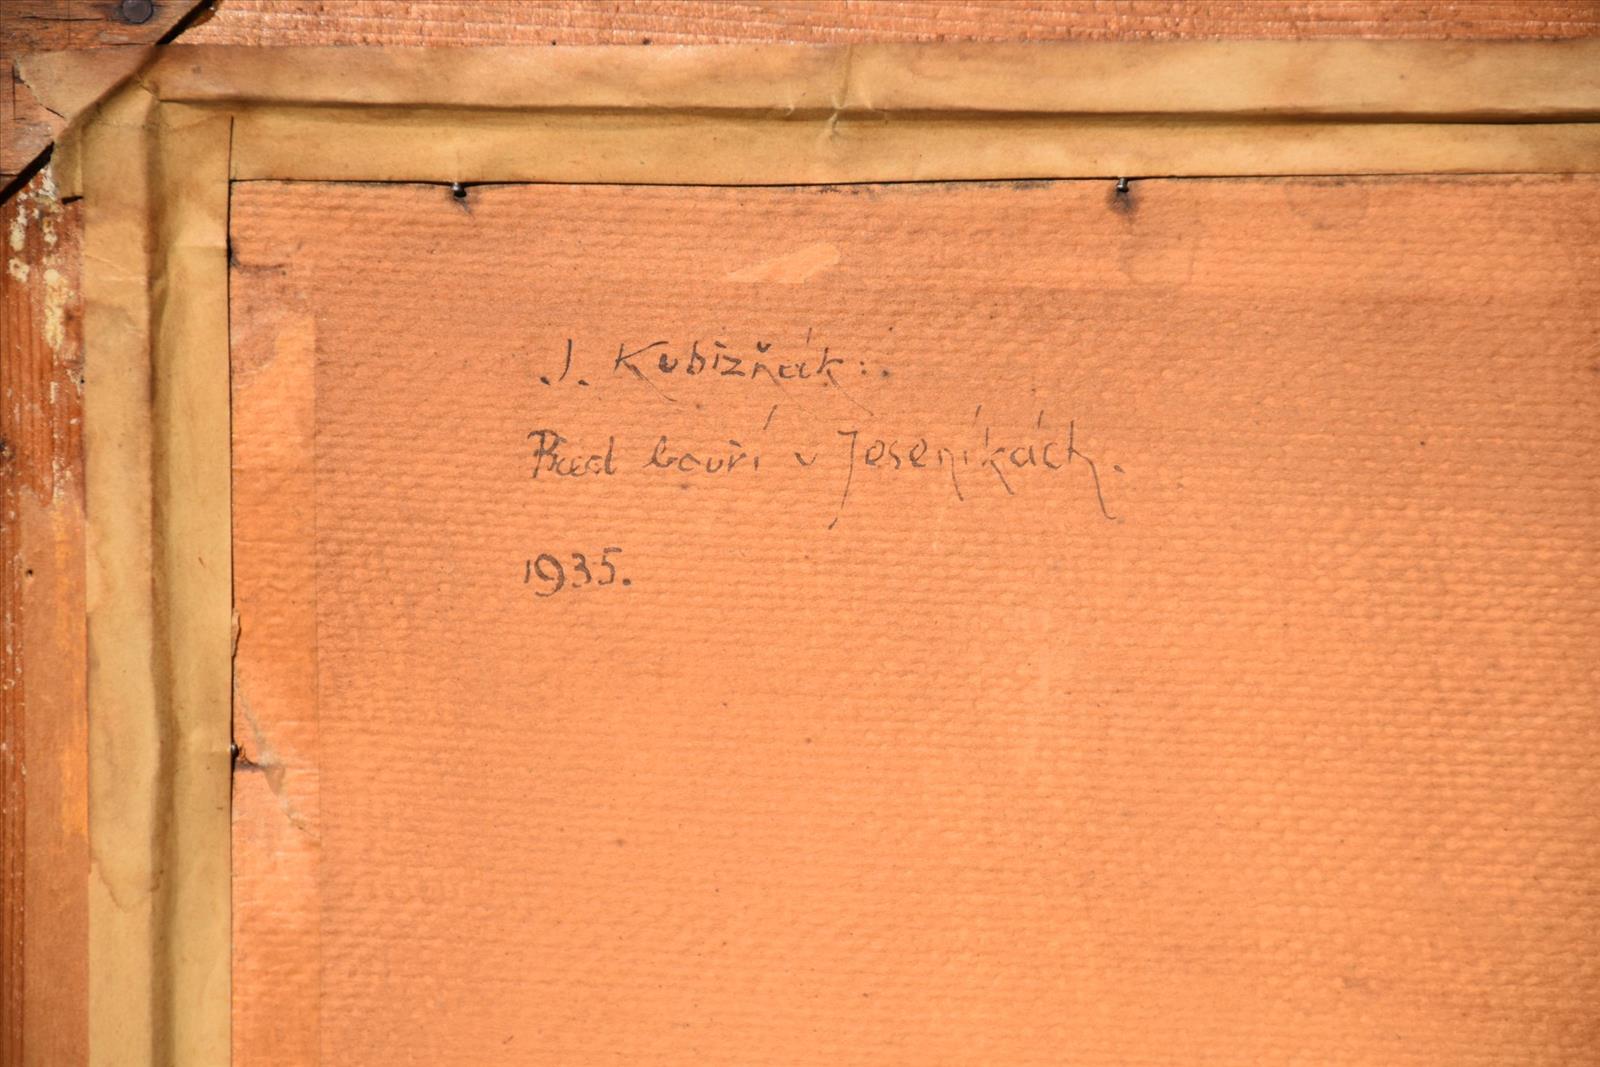 J. Kubizňák:.
Před bouří v Jeseníkách.
1935.